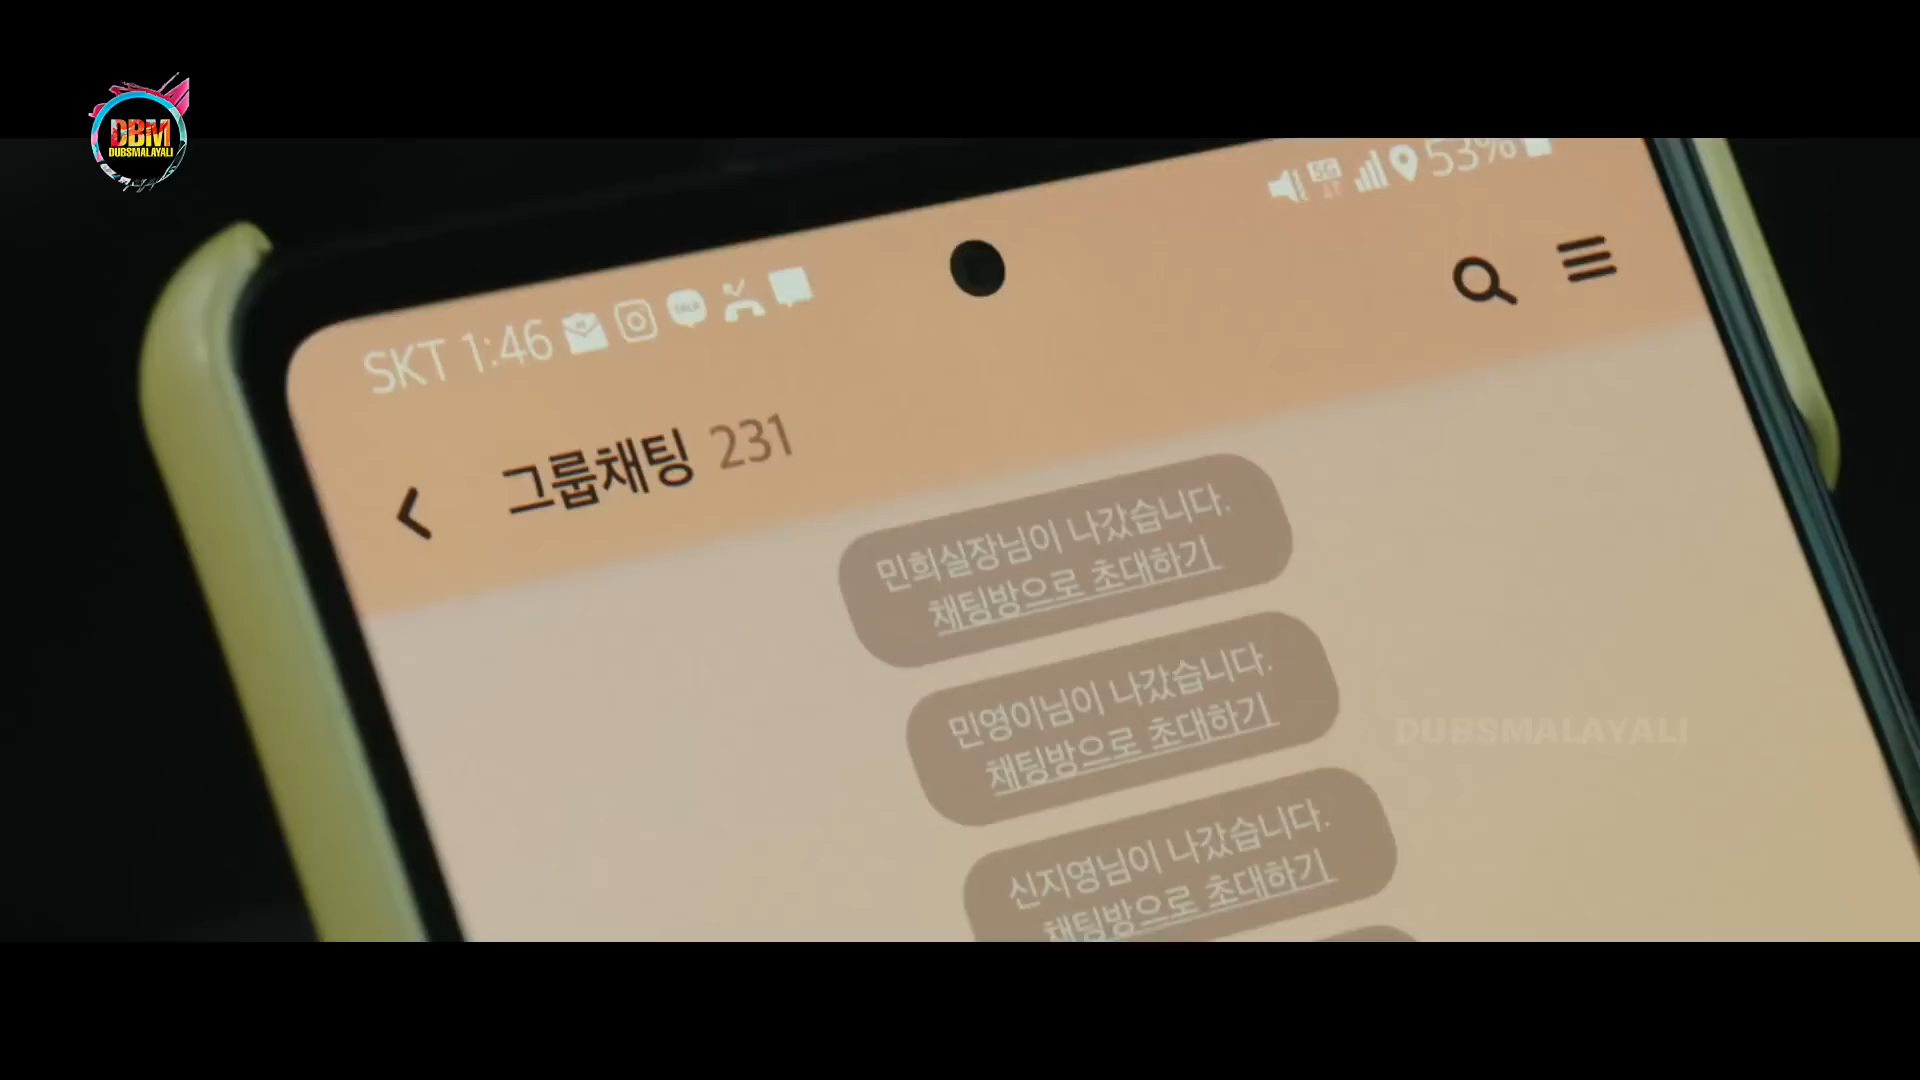 DBM
DUBSMALAYALI
SKT 1:46
53%
그룹채팅 231
민희실장님이 나갔습니다.
채팅방으로 초대하기
민영이님이 나갔습니다.
채팅방으로 초대하기
DUBSMALAYALI
신지영님이 나갔습니다.
채팅방으로 초대하기